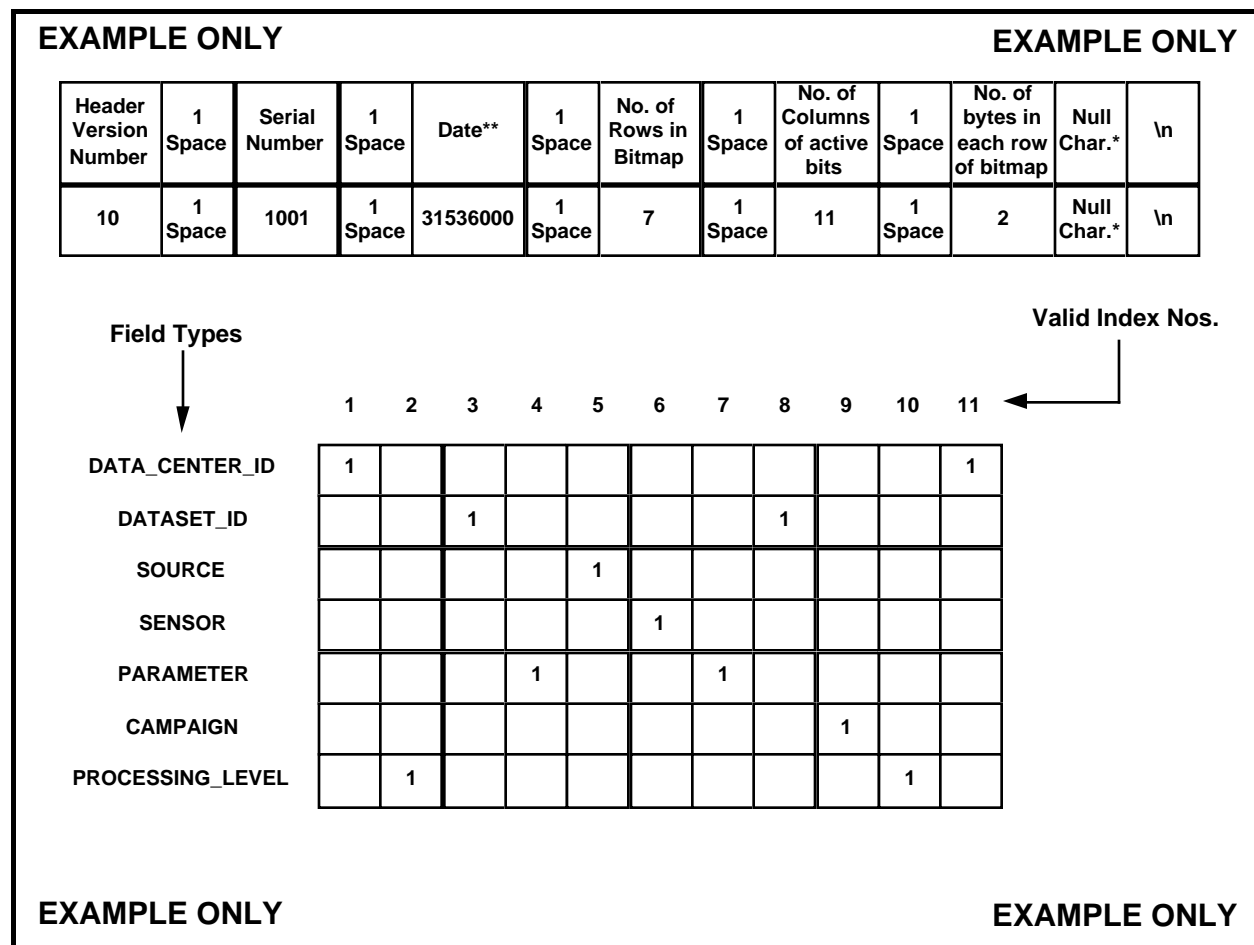 EXAMPLE ONLY EXAMPLE ONLY
Header Version Number 1 Space Serial Number 1 Space Date** 1 Space No. of Rows in Bitmap 1 Space No. of Columns of active bits 1 Space No. of bytes in each row of bitmap Null Char.* \n
10 1 Space 1001 1 Space 31536000 1 Space 7 1 Space 11 1 Space 2 Null Char.* \n
Field Types Valid Index Nos.
1 2 3 4 5 6 7 8 9 10 11
DATA_CENTER_ID 1 1
DATASET_ID 1 1
SOURCE 1
SENSOR 1
PARAMETER 1 1
CAMPAIGN 1
PROCESSING_LEVEL 1 1
EXAMPLE ONLY EXAMPLE ONLY